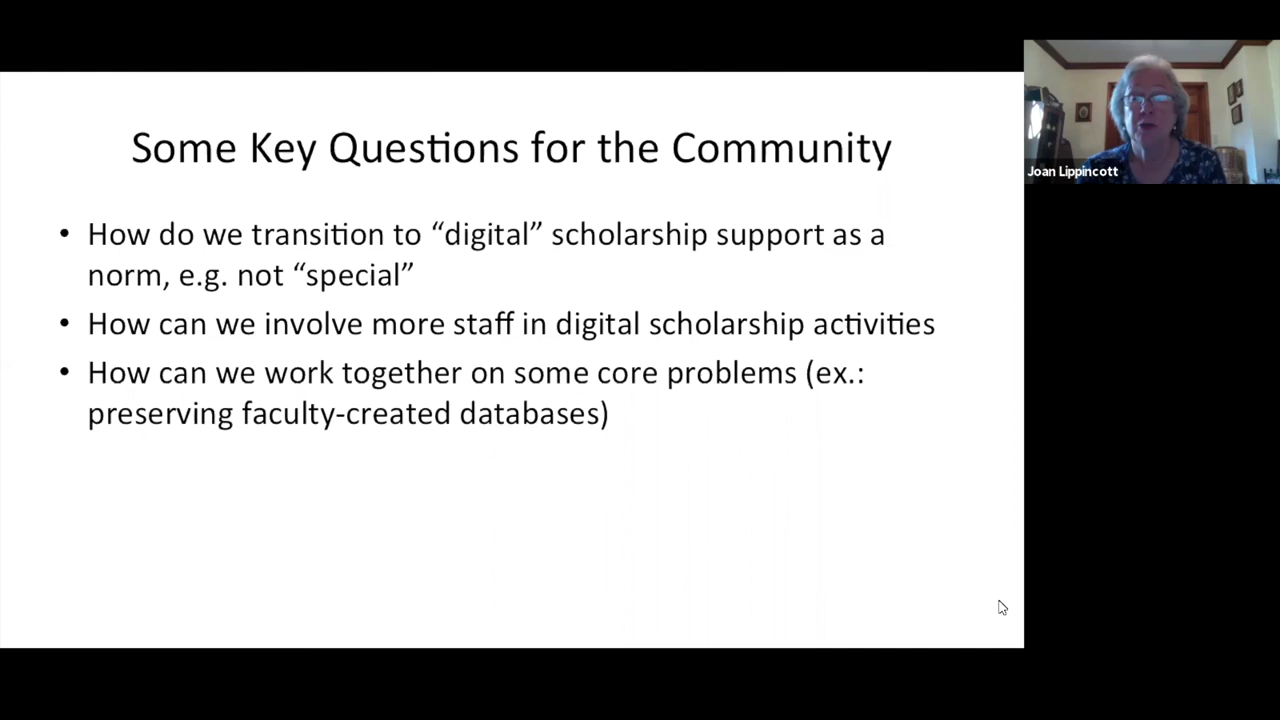 Some Key Questions for the Community
• How do we transition to “digital” scholarship support as a
norm, e.g. not “special”
• How can we involve more staff in digital scholarship activities
• How can we work together on some core problems (ex.:
preserving faculty-created databases)
Joan Lippincott